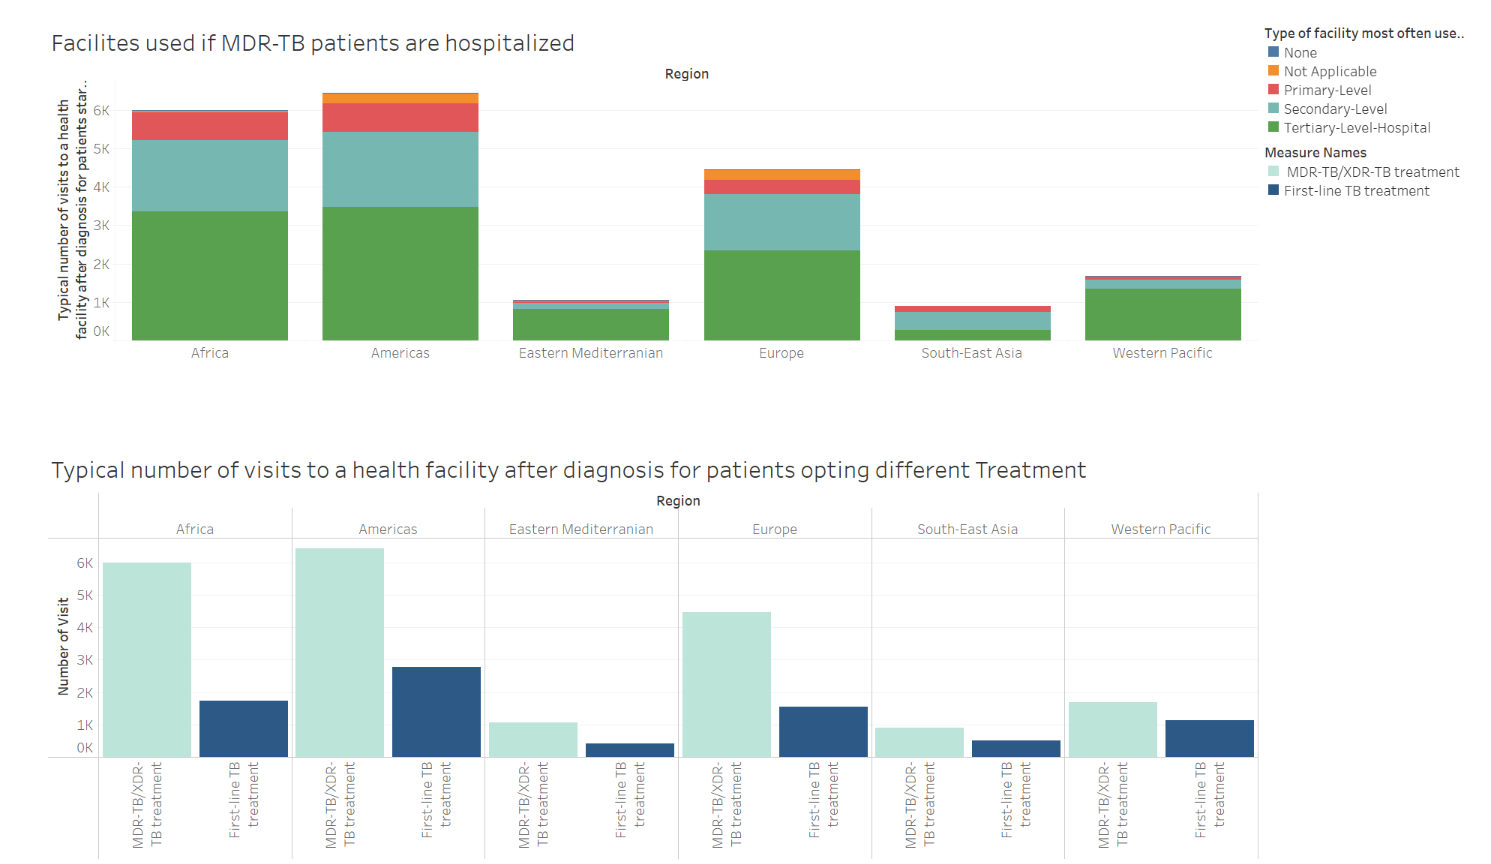 Facilites used if MDR-TB patients are hospitalized
Region
Typical number of visits to a health
facility after diagnosis for patients star..
6K
5K
4K
3K
2K
1K
0K
Africa
Americas
Eastern Mediterranian
Europe
South-East Asia
Western Pacific
Type of facility most often use..
None
Not Applicable
Primary-Level
Secondary-Level
Tertiary-Level-Hospital
Measure Names
MDR-TB/XDR-TB treatment
First-line TB treatment
Typical number of visits to a health facility after diagnosis for patients opting different Treatment
Region
Africa
Americas
Eastern Mediterranian
Europe
South-East Asia
Western Pacific
Number of Visit
6K
5K
4K
3K
2K
1K
0K
MDR-TB/XDR-
TB treatment
First-line TB
treatment
MDR-TB/XDR-
TB treatment
First-line TB
treatment
MDR-TB/XDR-
TB treatment
First-line TB
treatment
MDR-TB/XDR-
TB treatment
First-line TB
treatment
MDR-TB/XDR-
TB treatment
First-line TB
treatment
MDR-TB/XDR-
TB treatment
First-line TB
treatment